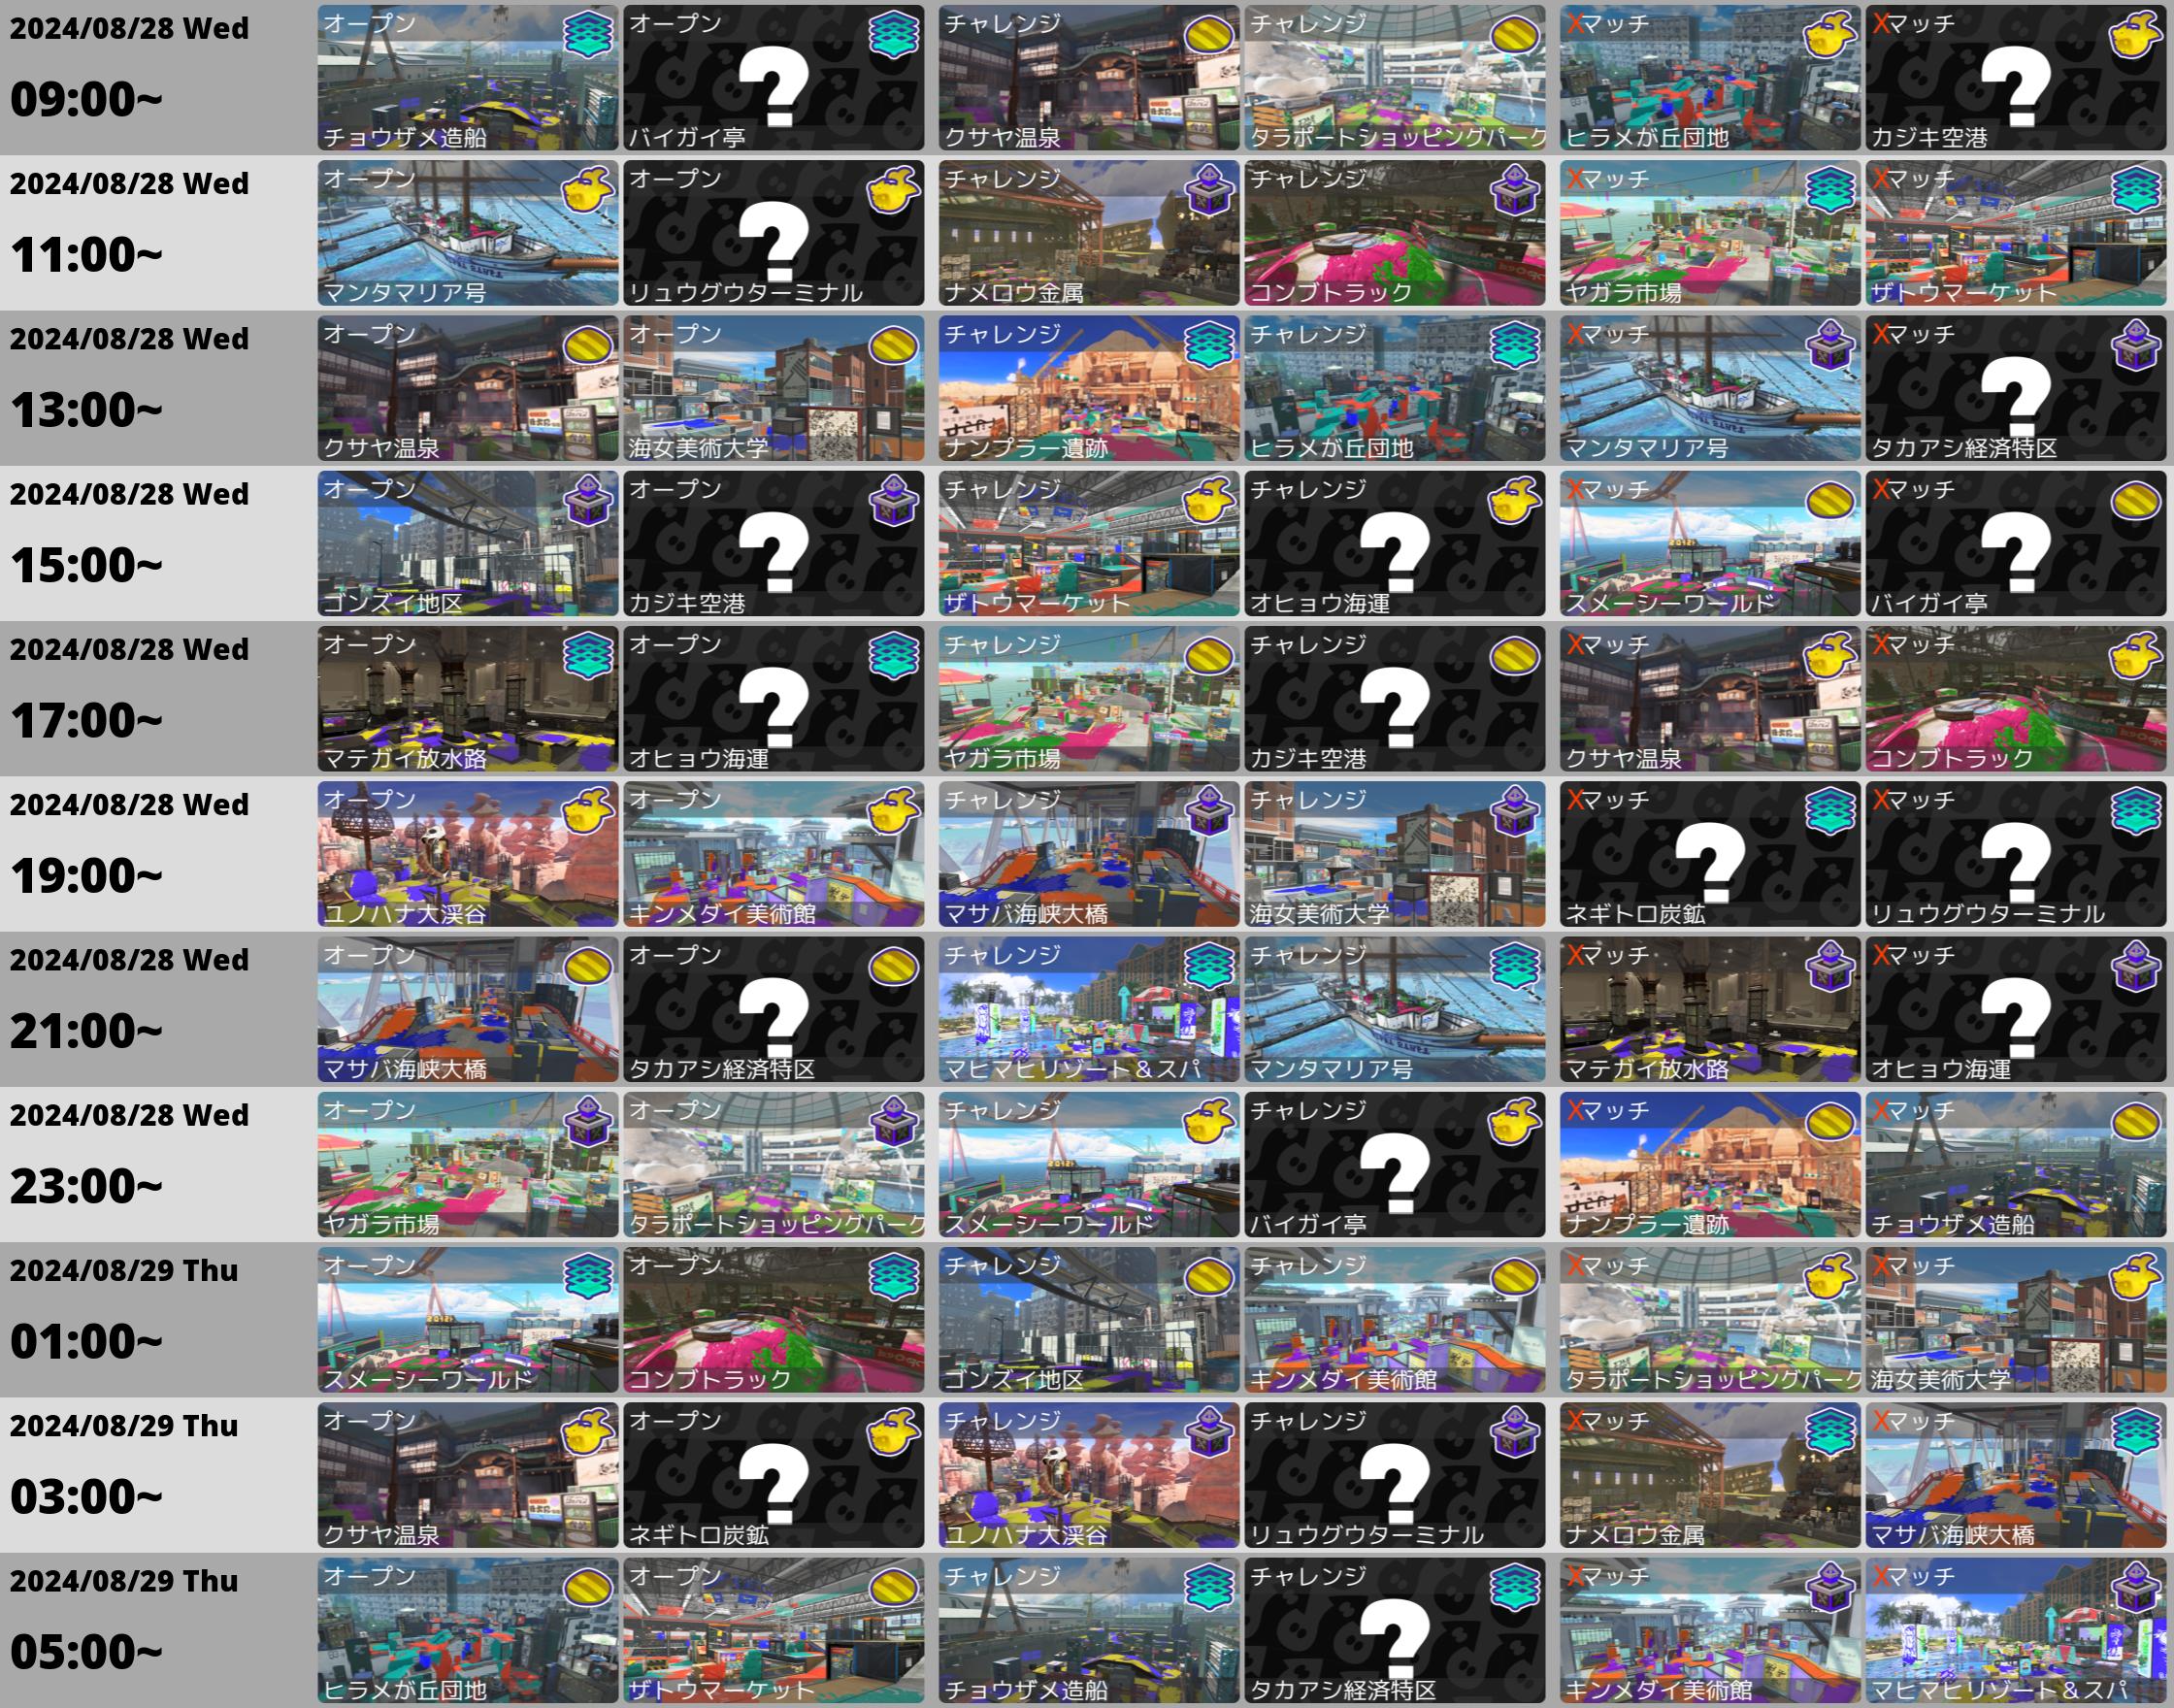 2024/08/28 Wed
09:00~
オープン
チョウザメ造船
オープン
バイガイ亭
チャレンジ
クサヤ温泉
チャレンジ
タラポートショッピングパーク
Xマッチ
ヒラメが丘団地
Xマッチ
カジキ空港
2024/08/28 Wed
11:00~
オープン
マンタマリア号
オープン
リュウグウターミナル
チャレンジ
ナメロウ金属
チャレンジ
コンブトラック
Xマッチ
ヤガラ市場
Xマッチ
ザトウマーケット
2024/08/28 Wed
13:00~
オープン
クサヤ温泉
オープン
海女美術大学
チャレンジ
ナンプラー遺跡
チャレンジ
ヒラメが丘団地
Xマッチ
マンタマリア号
Xマッチ
タカアシ経済特区
2024/08/28 Wed
15:00~
オープン
ゴンズイ地区
オープン
カジキ空港
チャレンジ
ザトウマーケット
チャレンジ
オヒョウ海運
Xマッチ
スメーシーワールド
Xマッチ
バイガイ亭
2024/08/28 Wed
17:00~
オープン
マテガイ放水路
オープン
オヒョウ海運
チャレンジ
ヤガラ市場
チャレンジ
カジキ空港
Xマッチ
クサヤ温泉
Xマッチ
コンブトラック
2024/08/28 Wed
19:00~
オープン
ユノハナ大渓谷
オープン
キンメダイ美術館
チャレンジ
マサバ海峡大橋
チャレンジ
海女美術大学
Xマッチ
ネギトロ炭鉱
Xマッチ
リュウグウターミナル
2024/08/28 Wed
21:00~
オープン
マサバ海峡大橋
オープン
タカアシ経済特区
チャレンジ
マヒマヒリゾート＆スパ
チャレンジ
マンタマリア号
Xマッチ
マテガイ放水路
Xマッチ
オヒョウ海運
2024/08/28 Wed
23:00~
オープン
ヤガラ市場
オープン
タラポートショッピングパーク
チャレンジ
スメーシーワールド
チャレンジ
バイガイ亭
Xマッチ
ナンプラー遺跡
Xマッチ
チョウザメ造船
2024/08/29 Thu
01:00~
オープン
スメーシーワールド
オープン
コンブトラック
チャレンジ
ゴンズイ地区
チャレンジ
キンメダイ美術館
Xマッチ
タラポートショッピングパーク
Xマッチ
海女美術大学
2024/08/29 Thu
03:00~
オープン
クサヤ温泉
オープン
ネギトロ炭鉱
チャレンジ
ユノハナ大渓谷
チャレンジ
リュウグウターミナル
Xマッチ
ナメロウ金属
Xマッチ
マサバ海峡大橋
2024/08/29 Thu
05:00~
オープン
ヒラメが丘団地
オープン
ザトウマーケット
チャレンジ
チョウザメ造船
チャレンジ
タカアシ経済特区
Xマッチ
キンメダイ美術館
Xマッチ
マヒマヒリゾート＆スパ